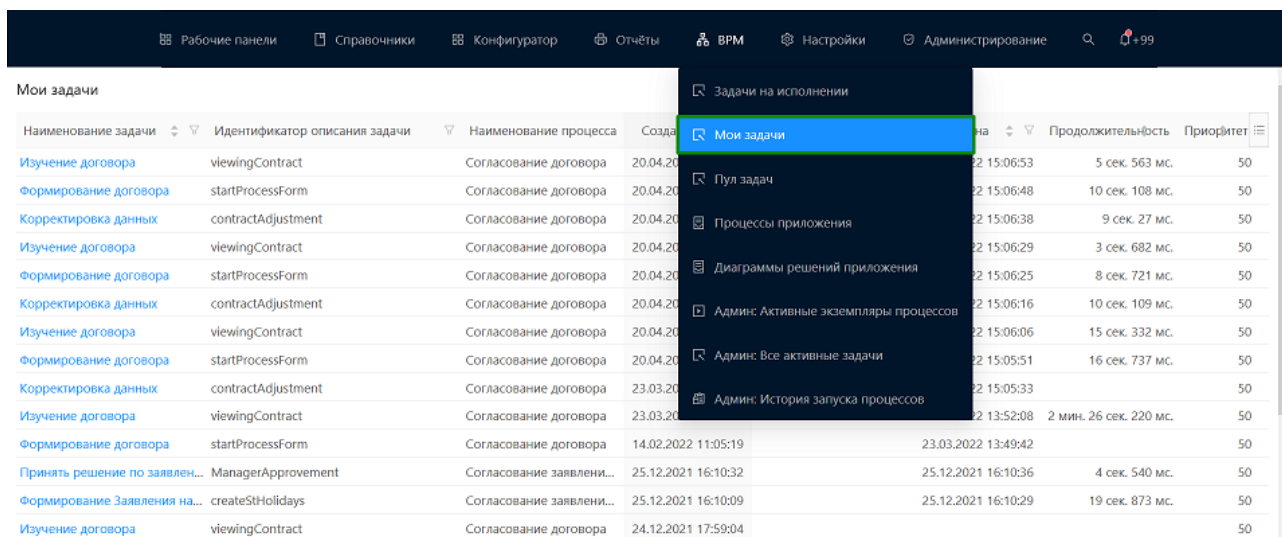 Рабочие панели Справочники Конфигуратор Отчёты BPM Настройки Администрирование +99
Мои задачи
Задачи на исполнении
Мои задачи
Пул задач
Процессы приложения
Диаграммы решений приложения
Админ: Активные экземпляры процессов
Админ: Все активные задачи
Админ: История запуска процессов
Наименование задачи Идентификатор описания задачи Наименование процесса Созда на Продолжительность Приоритет
Изучение договора viewingContract Согласование договора 20.04.20 22 15:06:53 5 сек. 563 мс. 50
Формирование договора startProcessForm Согласование договора 20.04.20 22 15:06:48 10 сек. 108 мс. 50
Корректировка данных contractAdjustment Согласование договора 20.04.20 22 15:06:38 9 сек. 27 мс. 50
Изучение договора viewingContract Согласование договора 20.04.20 22 15:06:29 3 сек. 682 мс. 50
Формирование договора startProcessForm Согласование договора 20.04.20 22 15:06:25 8 сек. 721 мс. 50
Корректировка данных contractAdjustment Согласование договора 20.04.20 22 15:06:16 10 сек. 109 мс. 50
Изучение договора viewingContract Согласование договора 20.04.20 22 15:06:06 15 сек. 332 мс. 50
Формирование договора startProcessForm Согласование договора 20.04.20 22 15:05:51 16 сек. 737 мс. 50
Корректировка данных contractAdjustment Согласование договора 23.03.20 22 15:05:33 50
Изучение договора viewingContract Согласование договора 23.03.20 22 13:52:08 2 мин. 26 сек. 220 мс. 50
Формирование договора startProcessForm Согласование договора 14.02.2022 11:05:19 23.03.2022 13:49:42 50
Принять решение по заявлен... ManagerApprovement Согласование заявлени... 25.12.2021 16:10:32 25.12.2021 16:10:36 4 сек. 540 мс. 50
Формирование Заявления на... createStHolidays Согласование заявлени... 25.12.2021 16:10:09 25.12.2021 16:10:29 19 сек. 873 мс. 50
Изучение договора viewingContract Согласование договора 24.12.2021 17:59:04 50